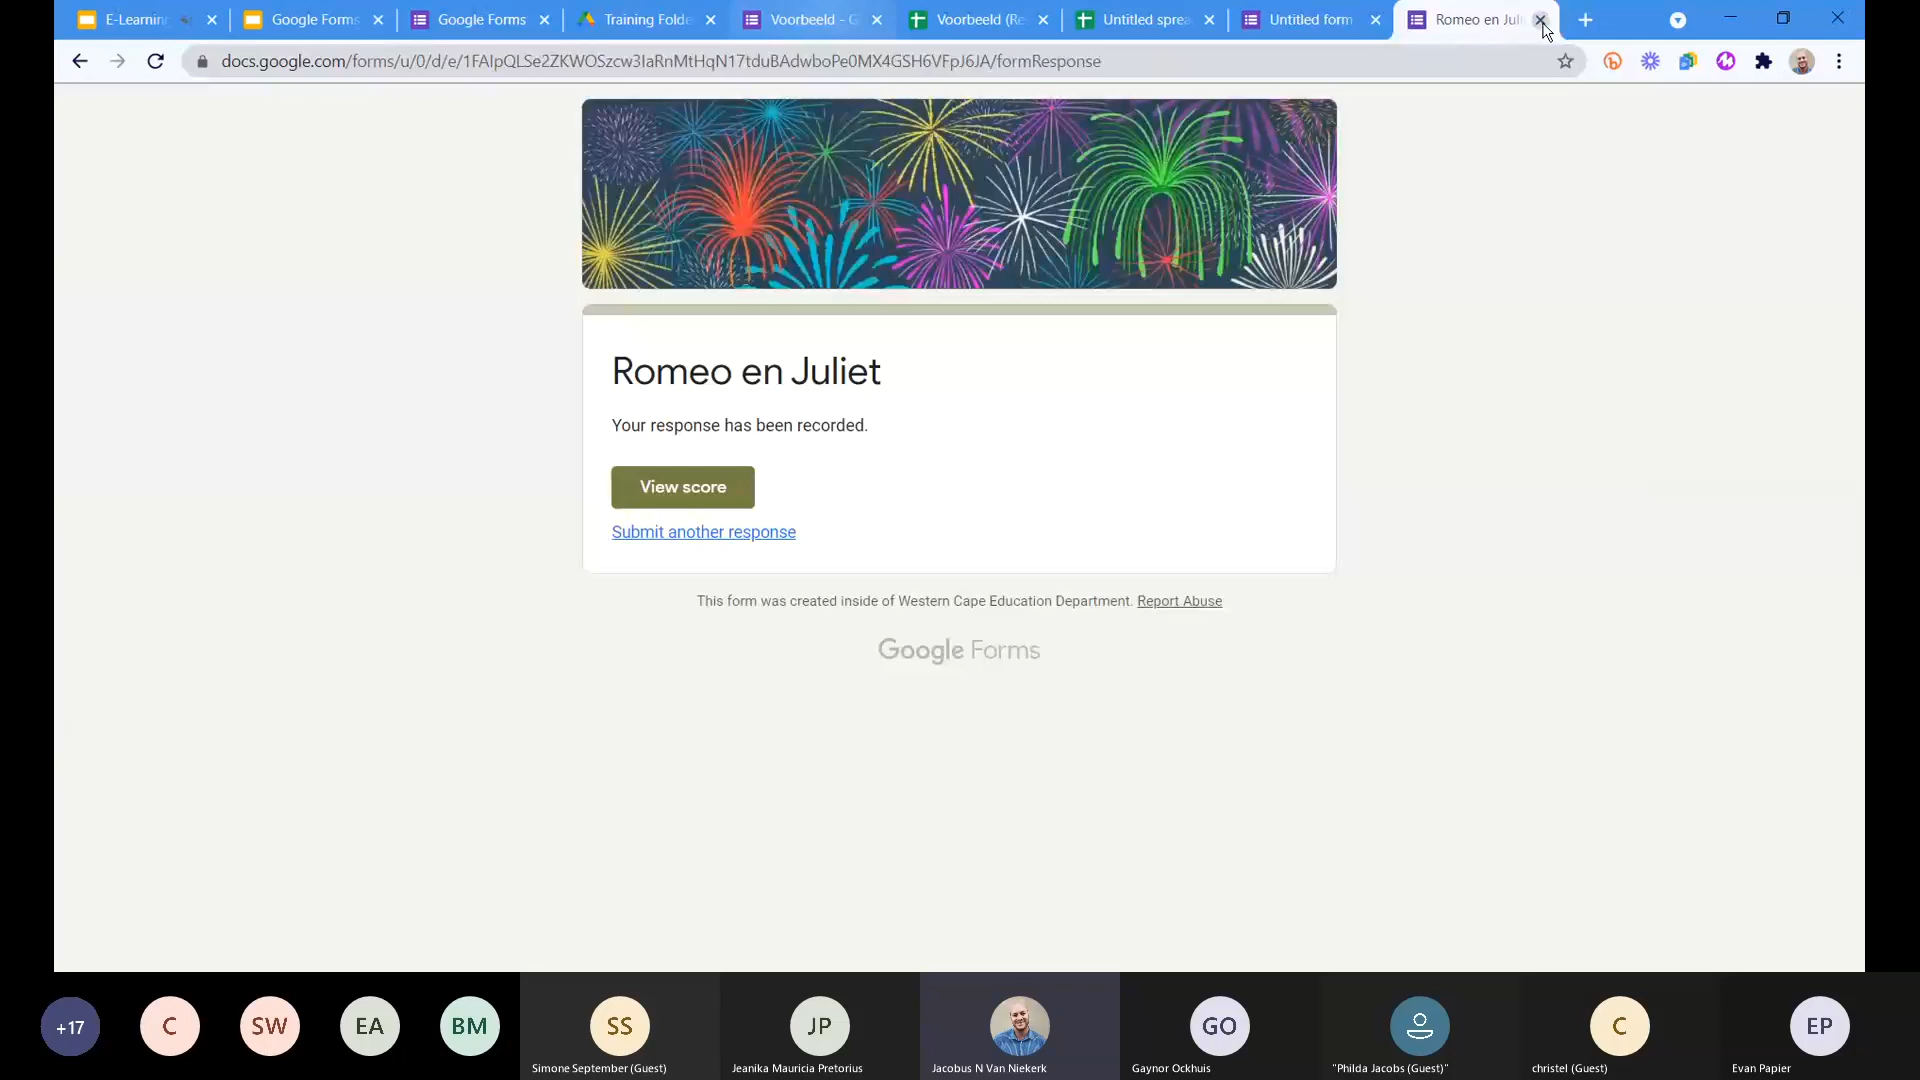 E-Learnin
Google Forms
Google Forms
Training Folde
Voorbeeld - G
Voorbeeld (Re
Untitled sprea
Untitled form
Romeo en Juli
docs.google.com/forms/u/0/d/e/1FAIpQLSe2ZKWOSzcw3IaRnMtHqN17tduBAdwboPe0MX4GSH6VFpJ6JA/formResponse
Romeo en Juliet
Your response has been recorded.
View score
Submit another response
This form was created inside of Western Cape Education Department. Report Abuse
Google Forms
+17
C
SW
EA
BM
SS
JP
GO
C
EP
Simone September (Guest)
Jeanika Mauricia Pretorius
Jacobus N Van Niekerk
Gaynor Ockhuis
"Philda Jacobs (Guest)"
christel (Guest)
Evan Papier